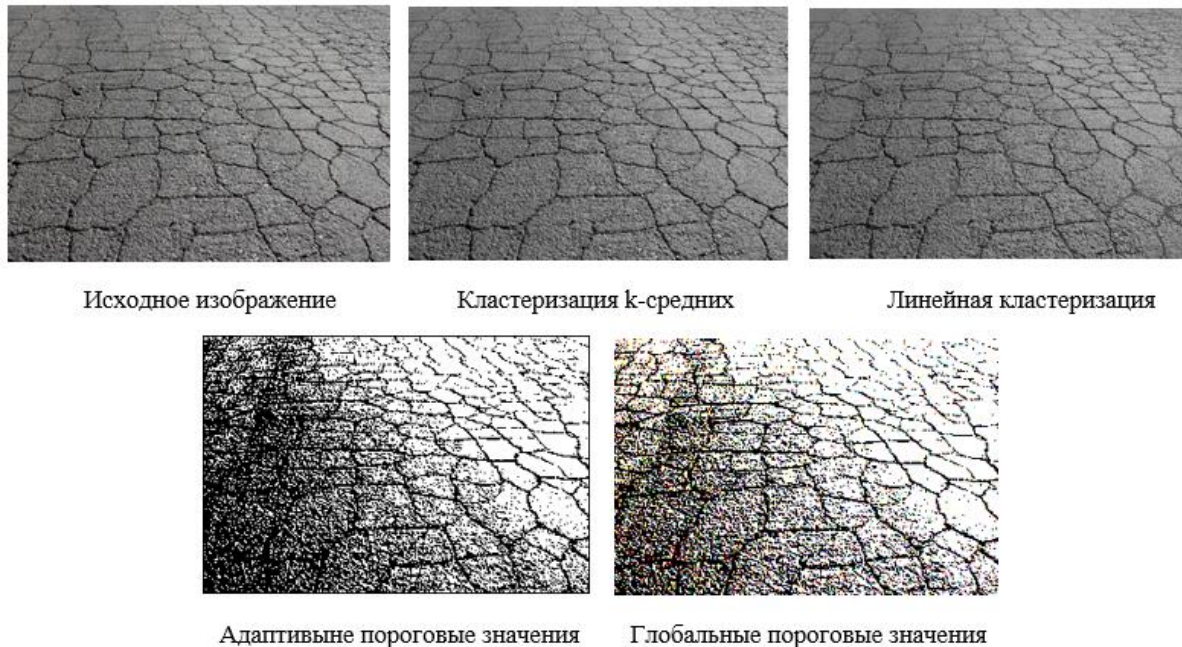 Исходное изображение
Кластеризация k-средних
Линейная кластеризация
Адаптивыне пороговые значения
Глобальные пороговые значения